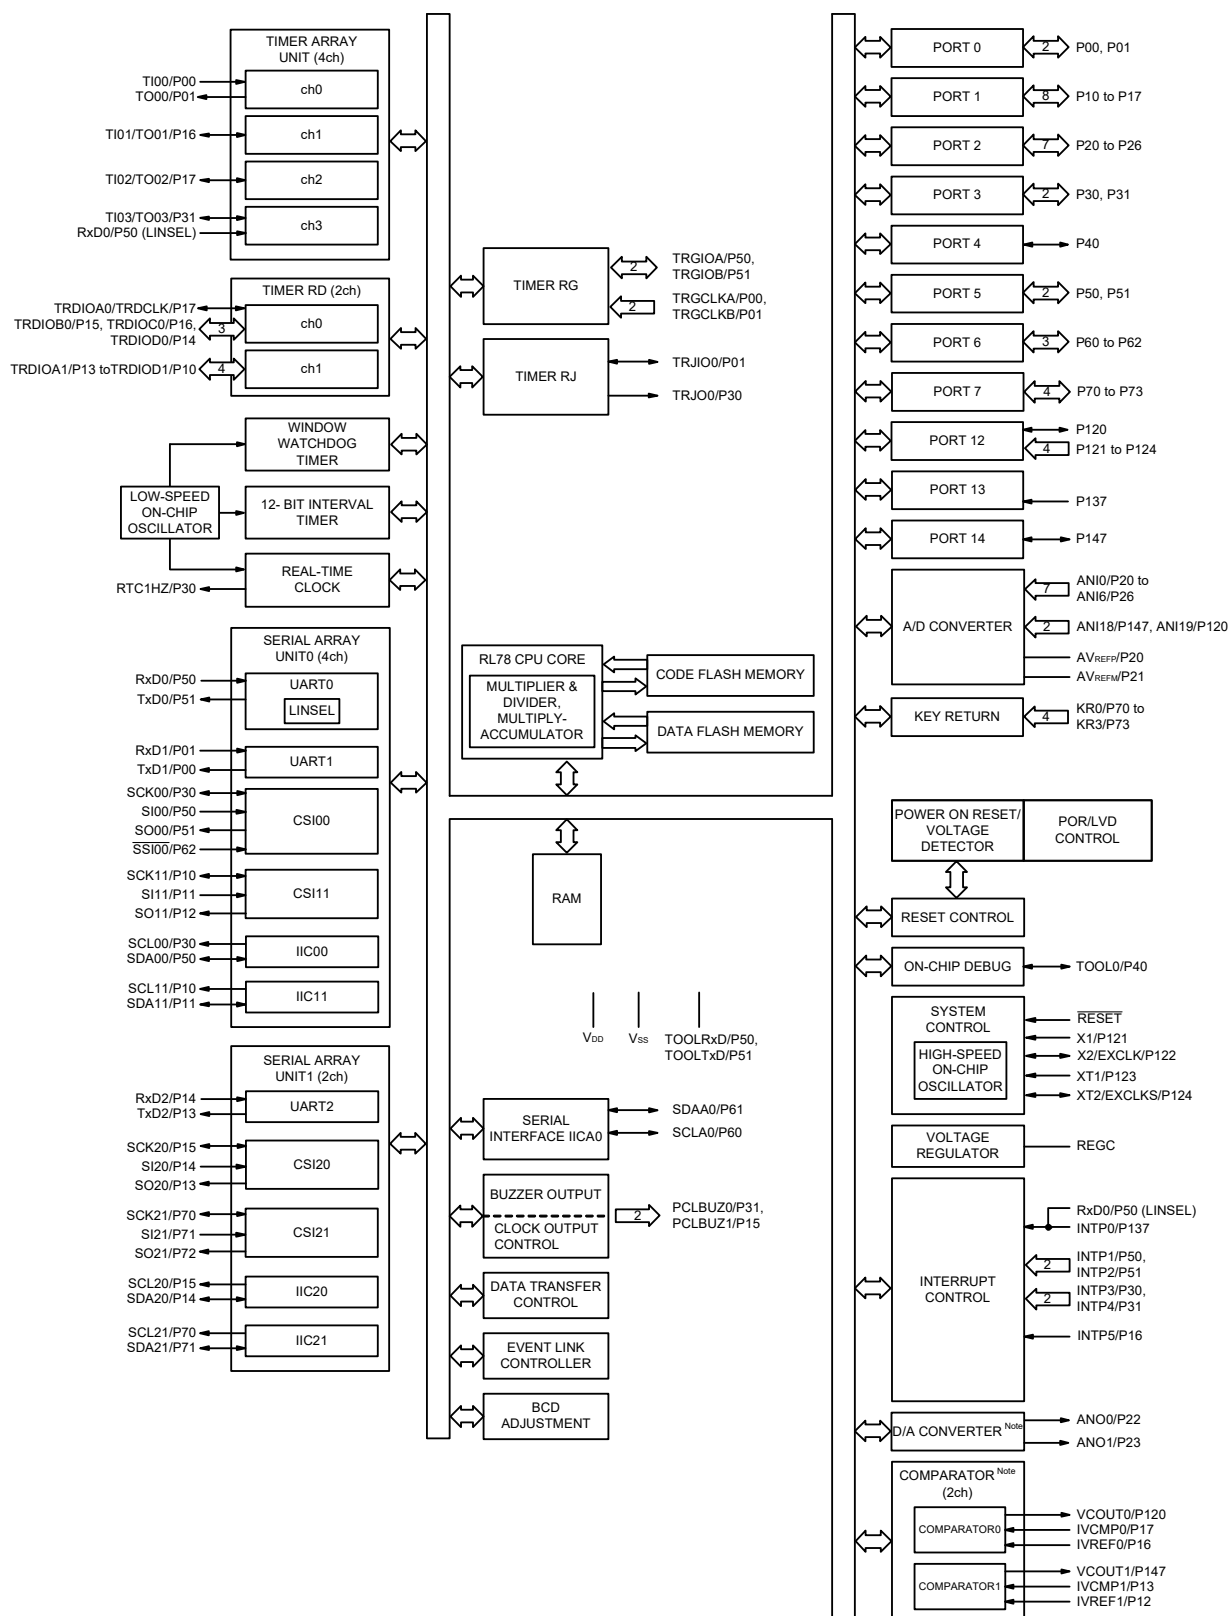 TIMER ARRAY
UNIT (4ch)
TI00/P00
TO00/P01
ch0
TI01/TO01/P16
ch1
TI02/TO02/P17
ch2
TI03/TO03/P31
RxD0/P50 (LINSEL)
ch3
TIMER RD (2ch)
TRDIOA0/TRDCLK/P17
TRDIOB0/P15, TRDIOC0/P16,
TRDIOD0/P14
3
ch0
TRDIOA1/P13 toTRDIOD1/P10
4
ch1
WINDOW
WATCHDOG
TIMER
LOW-SPEED
ON-CHIP
OSCILLATOR
12- BIT INTERVAL
TIMER
RTC1HZ/P30
REAL-TIME
CLOCK
SERIAL ARRAY
UNIT0 (4ch)
RxD0/P50
TxD0/P51
UART0
LINSEL
RxD1/P01
TxD1/P00
UART1
SCK00/P30
SI00/P50
SO00/P51
SSI00/P62
CSI00
SCK11/P10
SI11/P11
SO11/P12
CSI11
SCL00/P30
SDA00/P50
IIC00
SCL11/P10
SDA11/P11
IIC11
SERIAL ARRAY
UNIT1 (2ch)
RxD2/P14
TxD2/P13
UART2
SCK20/P15
SI20/P14
SO20/P13
CSI20
SCK21/P70
SI21/P71
SO21/P72
CSI21
SCL20/P15
SDA20/P14
IIC20
SCL21/P70
SDA21/P71
IIC21
TIMER RG
2
TRGIOA/P50,
TRGIOB/P51
2
TRGCLKA/P00,
TRGCLKB/P01
TIMER RJ
TRJIO0/P01
TRJO0/P30
RL78 CPU CORE
MULTIPLIER &
DIVIDER,
MULTIPLY-
ACCUMULATOR
CODE FLASH MEMORY
DATA FLASH MEMORY
RAM
VDD
VSS
TOOLRxD/P50,
TOOLTxD/P51
SERIAL
INTERFACE IICA0
SDAA0/P61
SCLA0/P60
BUZZER OUTPUT
CLOCK OUTPUT
CONTROL
2
PCLBUZ0/P31,
PCLBUZ1/P15
DATA TRANSFER
CONTROL
EVENT LINK
CONTROLLER
BCD
ADJUSTMENT
PORT 0
2
P00, P01
PORT 1
8
P10 to P17
PORT 2
7
P20 to P26
PORT 3
2
P30, P31
PORT 4
P40
PORT 5
2
P50, P51
PORT 6
3
P60 to P62
PORT 7
4
P70 to P73
PORT 12
P120
4
P121 to P124
PORT 13
P137
PORT 14
P147
A/D CONVERTER
7
ANI0/P20 to
ANI6/P26
2
ANI18/P147, ANI19/P120
AVREFP/P20
AVREFM/P21
KEY RETURN
4
KR0/P70 to
KR3/P73
POWER ON RESET/
VOLTAGE
DETECTOR
POR/LVD
CONTROL
RESET CONTROL
ON-CHIP DEBUG
TOOL0/P40
SYSTEM
CONTROL
HIGH-SPEED
ON-CHIP
OSCILLATOR
RESET
X1/P121
X2/EXCLK/P122
XT1/P123
XT2/EXCLKS/P124
VOLTAGE
REGULATOR
REGC
INTERRUPT
CONTROL
RxD0/P50 (LINSEL)
INTP0/P137
2
INTP1/P50,
INTP2/P51
2
INTP3/P30,
INTP4/P31
INTP5/P16
D/A CONVERTER Note
ANO0/P22
ANO1/P23
COMPARATOR Note
(2ch)
COMPARATOR0
VCOUT0/P120
IVCMP0/P17
IVREF0/P16
COMPARATOR1
VCOUT1/P147
IVCMP1/P13
IVREF1/P12